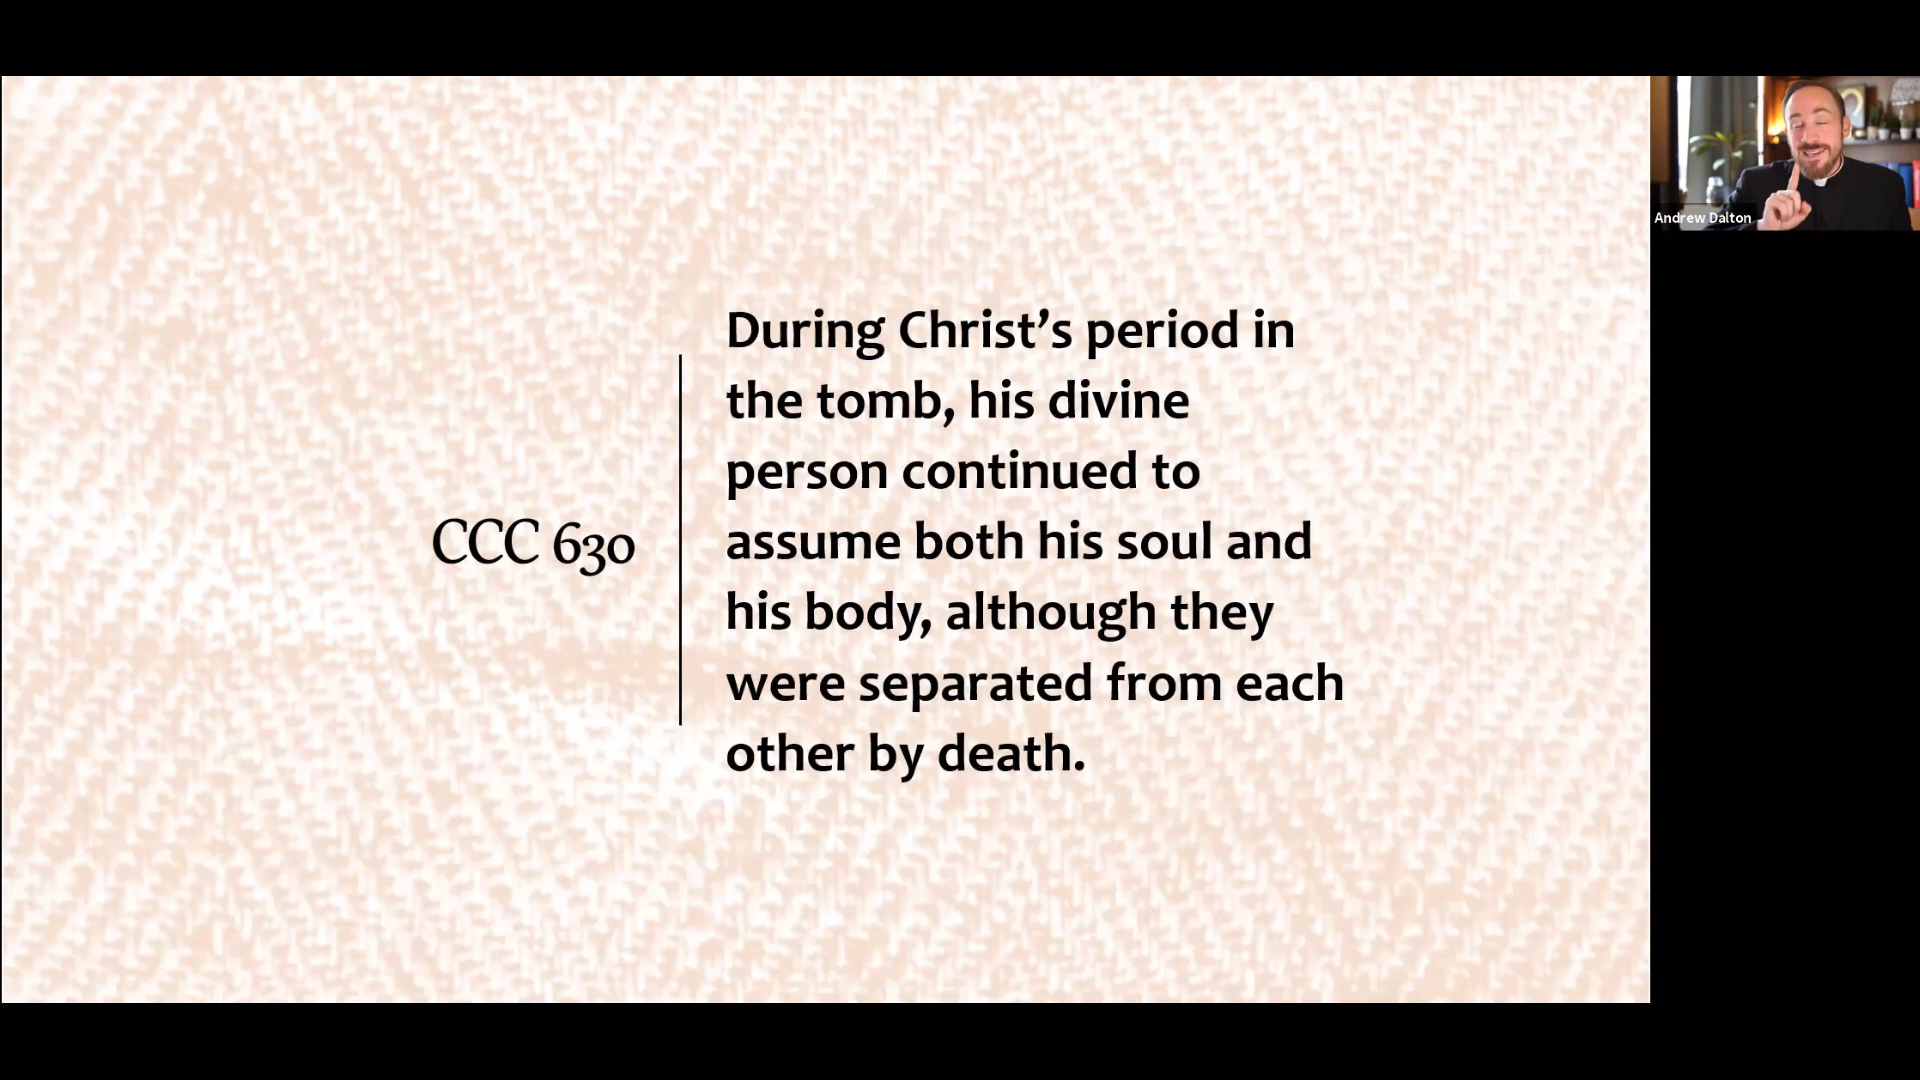 CCC 630
During Christ’s period in
the tomb, his divine
person continued to
assume both his soul and
his body, although they
were separated from each
other by death.
Andrew Dalton